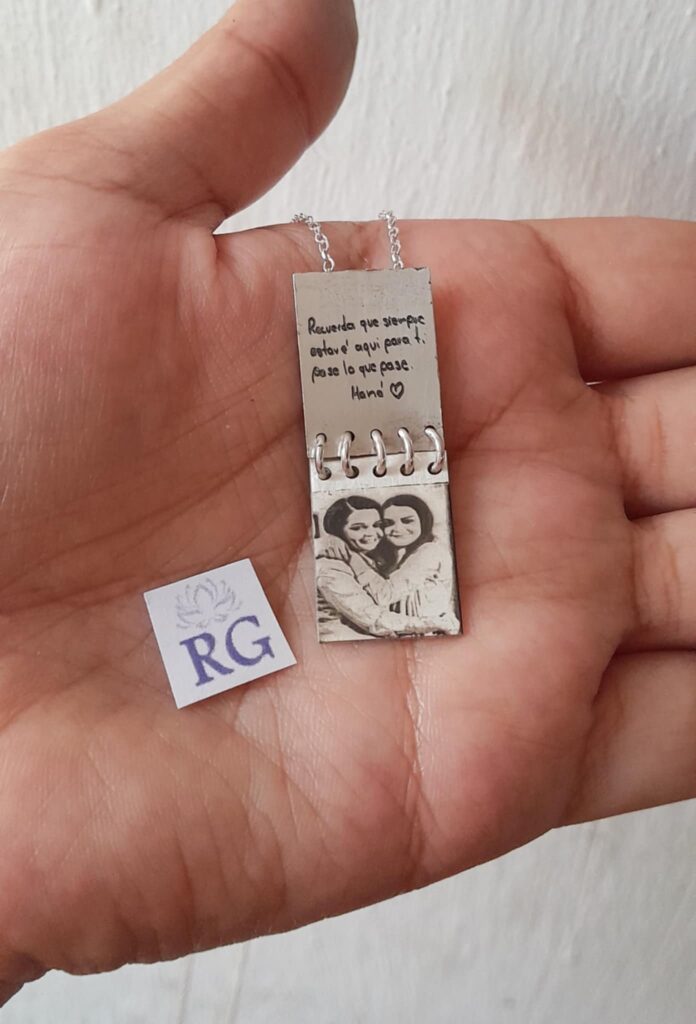 Recuerda que siempre
estaré aquí para ti
pase lo que pase.
Mamá
RG